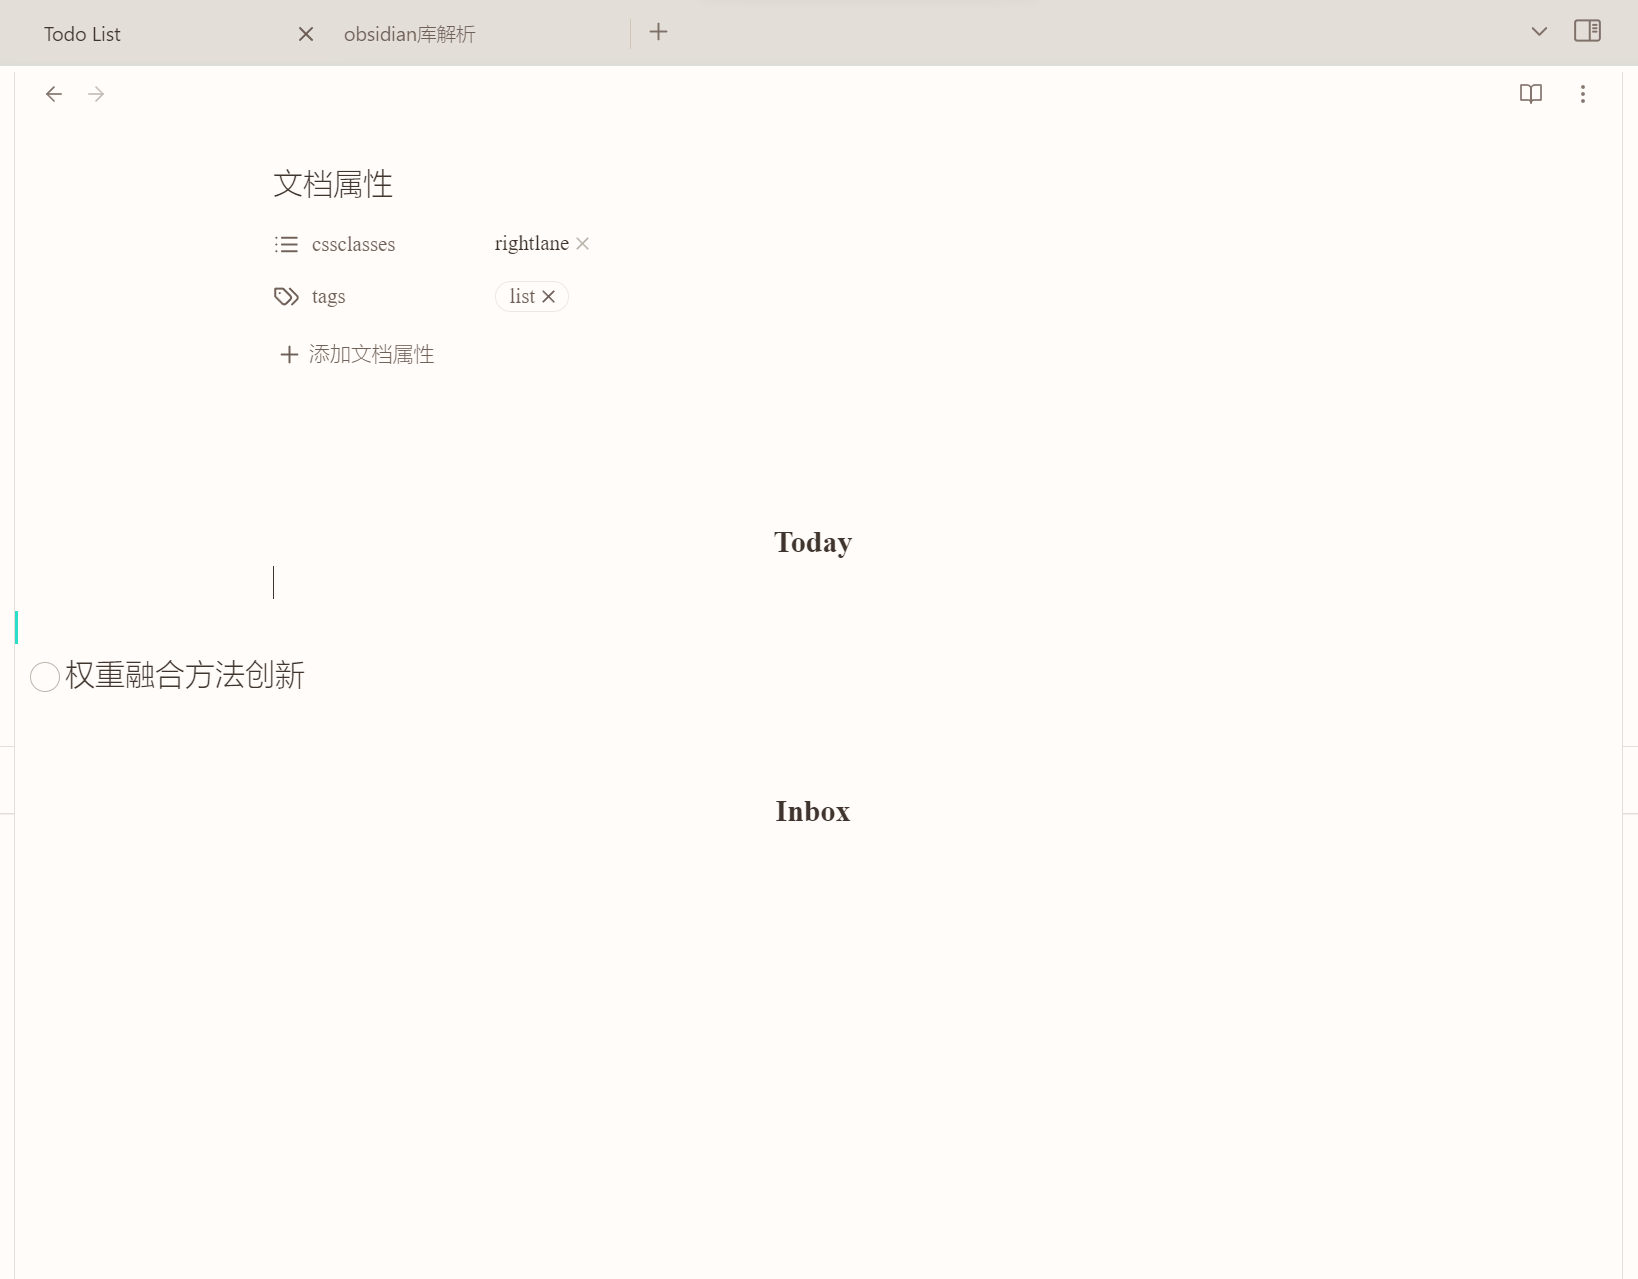 Todo List
obsidian库解析
文档属性
cssclasses rightlane
tags list
添加文档属性
Today
权重融合方法创新
Inbox